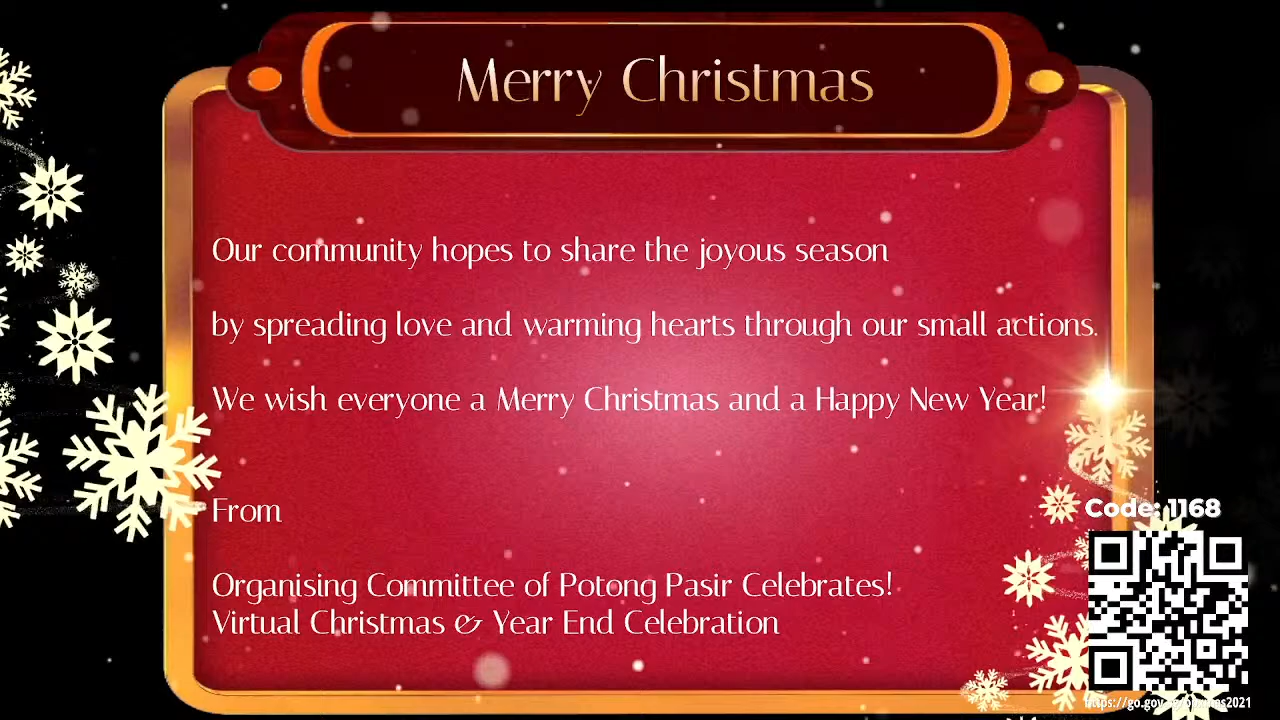 Merry Christmas
Our community hopes to share the joyous season
by spreading love and warming hearts through our small actions.
We wish everyone a Merry Christmas and a Happy New Year!
From
Organising Committee of Potong Pasir Celebrates!
Virtual Christmas & Year End Celebration
Code: 1168